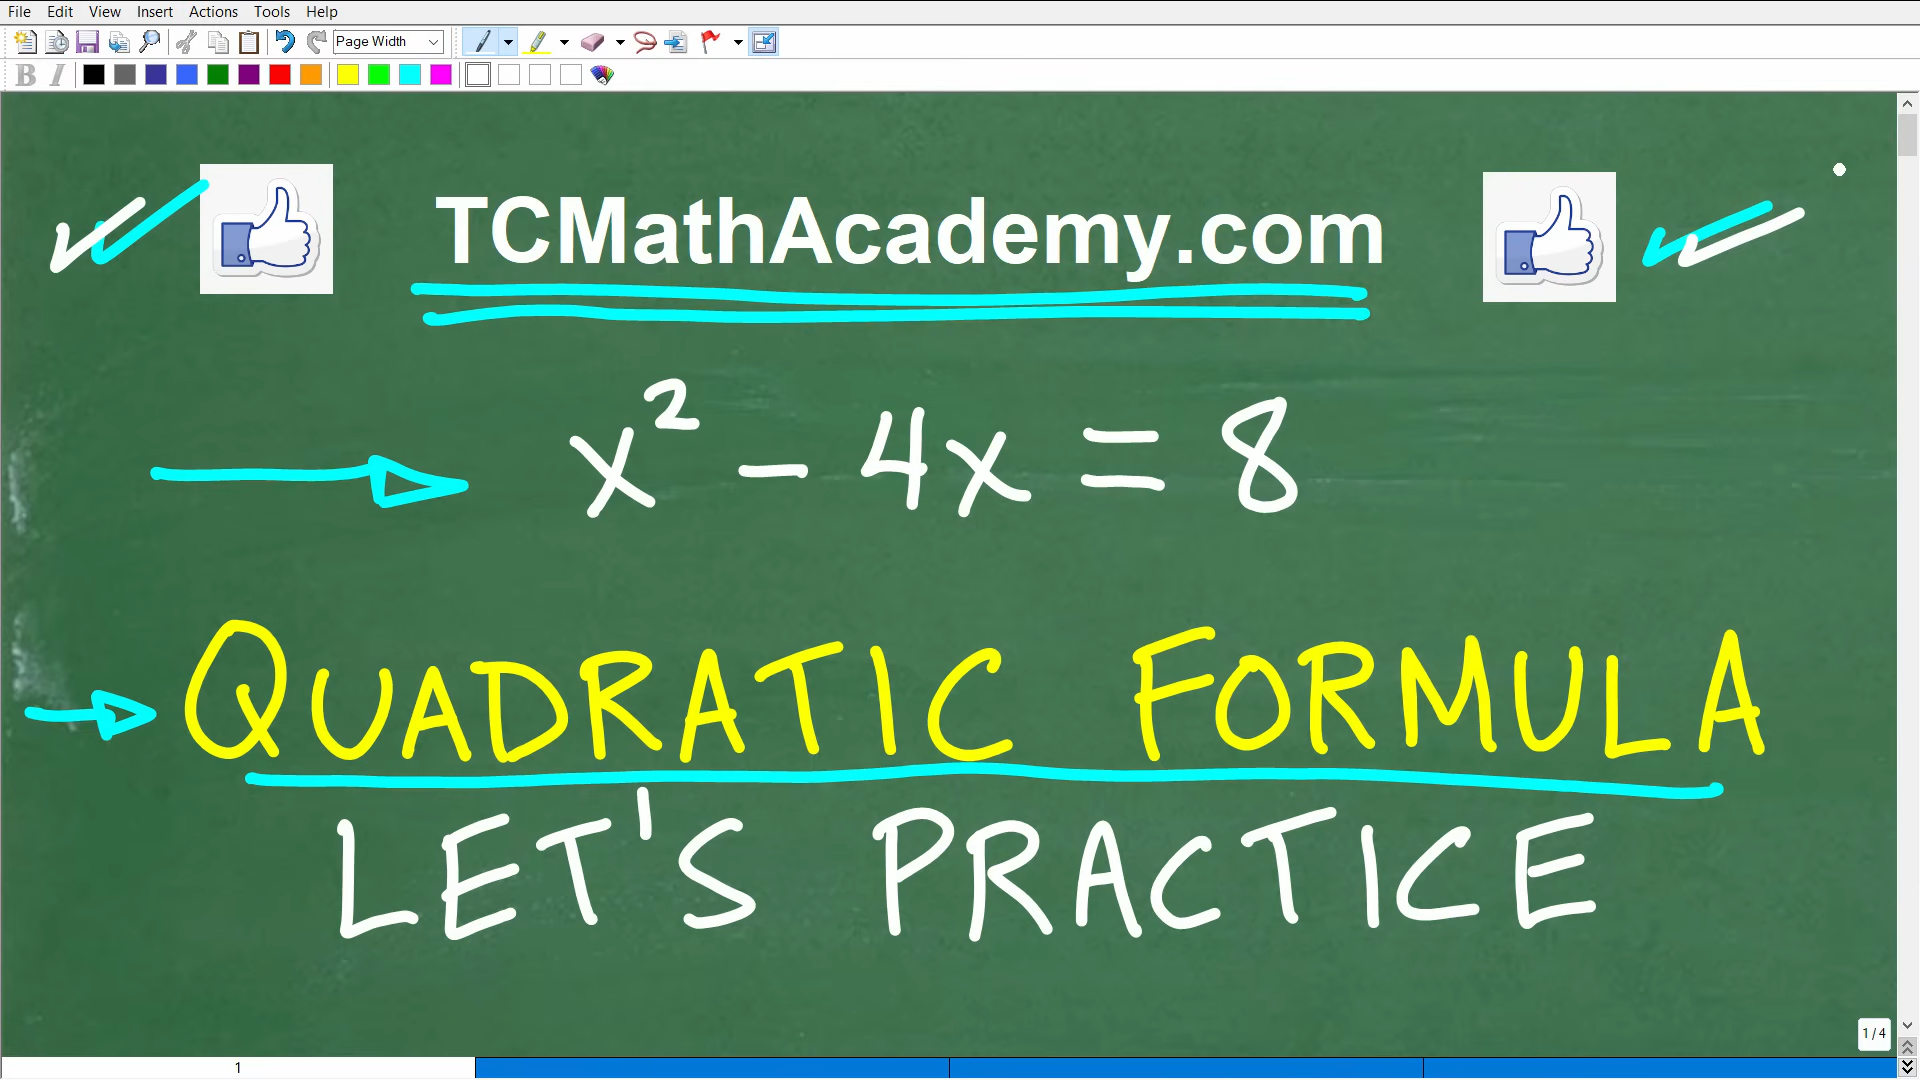 File Edit View Insert Actions Tools Help
Page Width
B I
TCMathAcademy.com
x² - 4x = 8
QUADRATIC FORMULA
LET'S PRACTICE
1 / 4
1